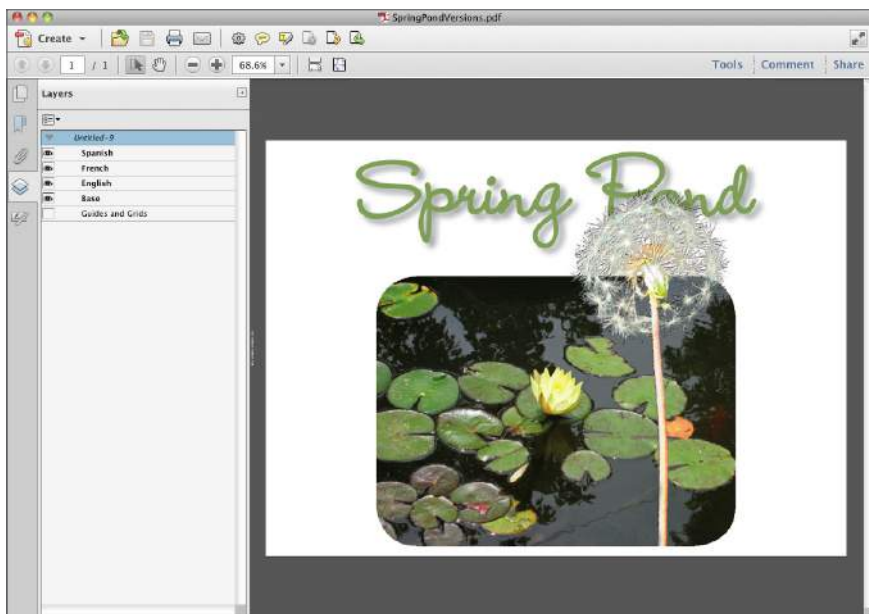 SpringPondVersions.pdf
Create
1 / 1
68,6%
Tools Comment Share
Layers
Untitled-9
Spanish
French
English
Base
Guides and Grids
Spring Pond